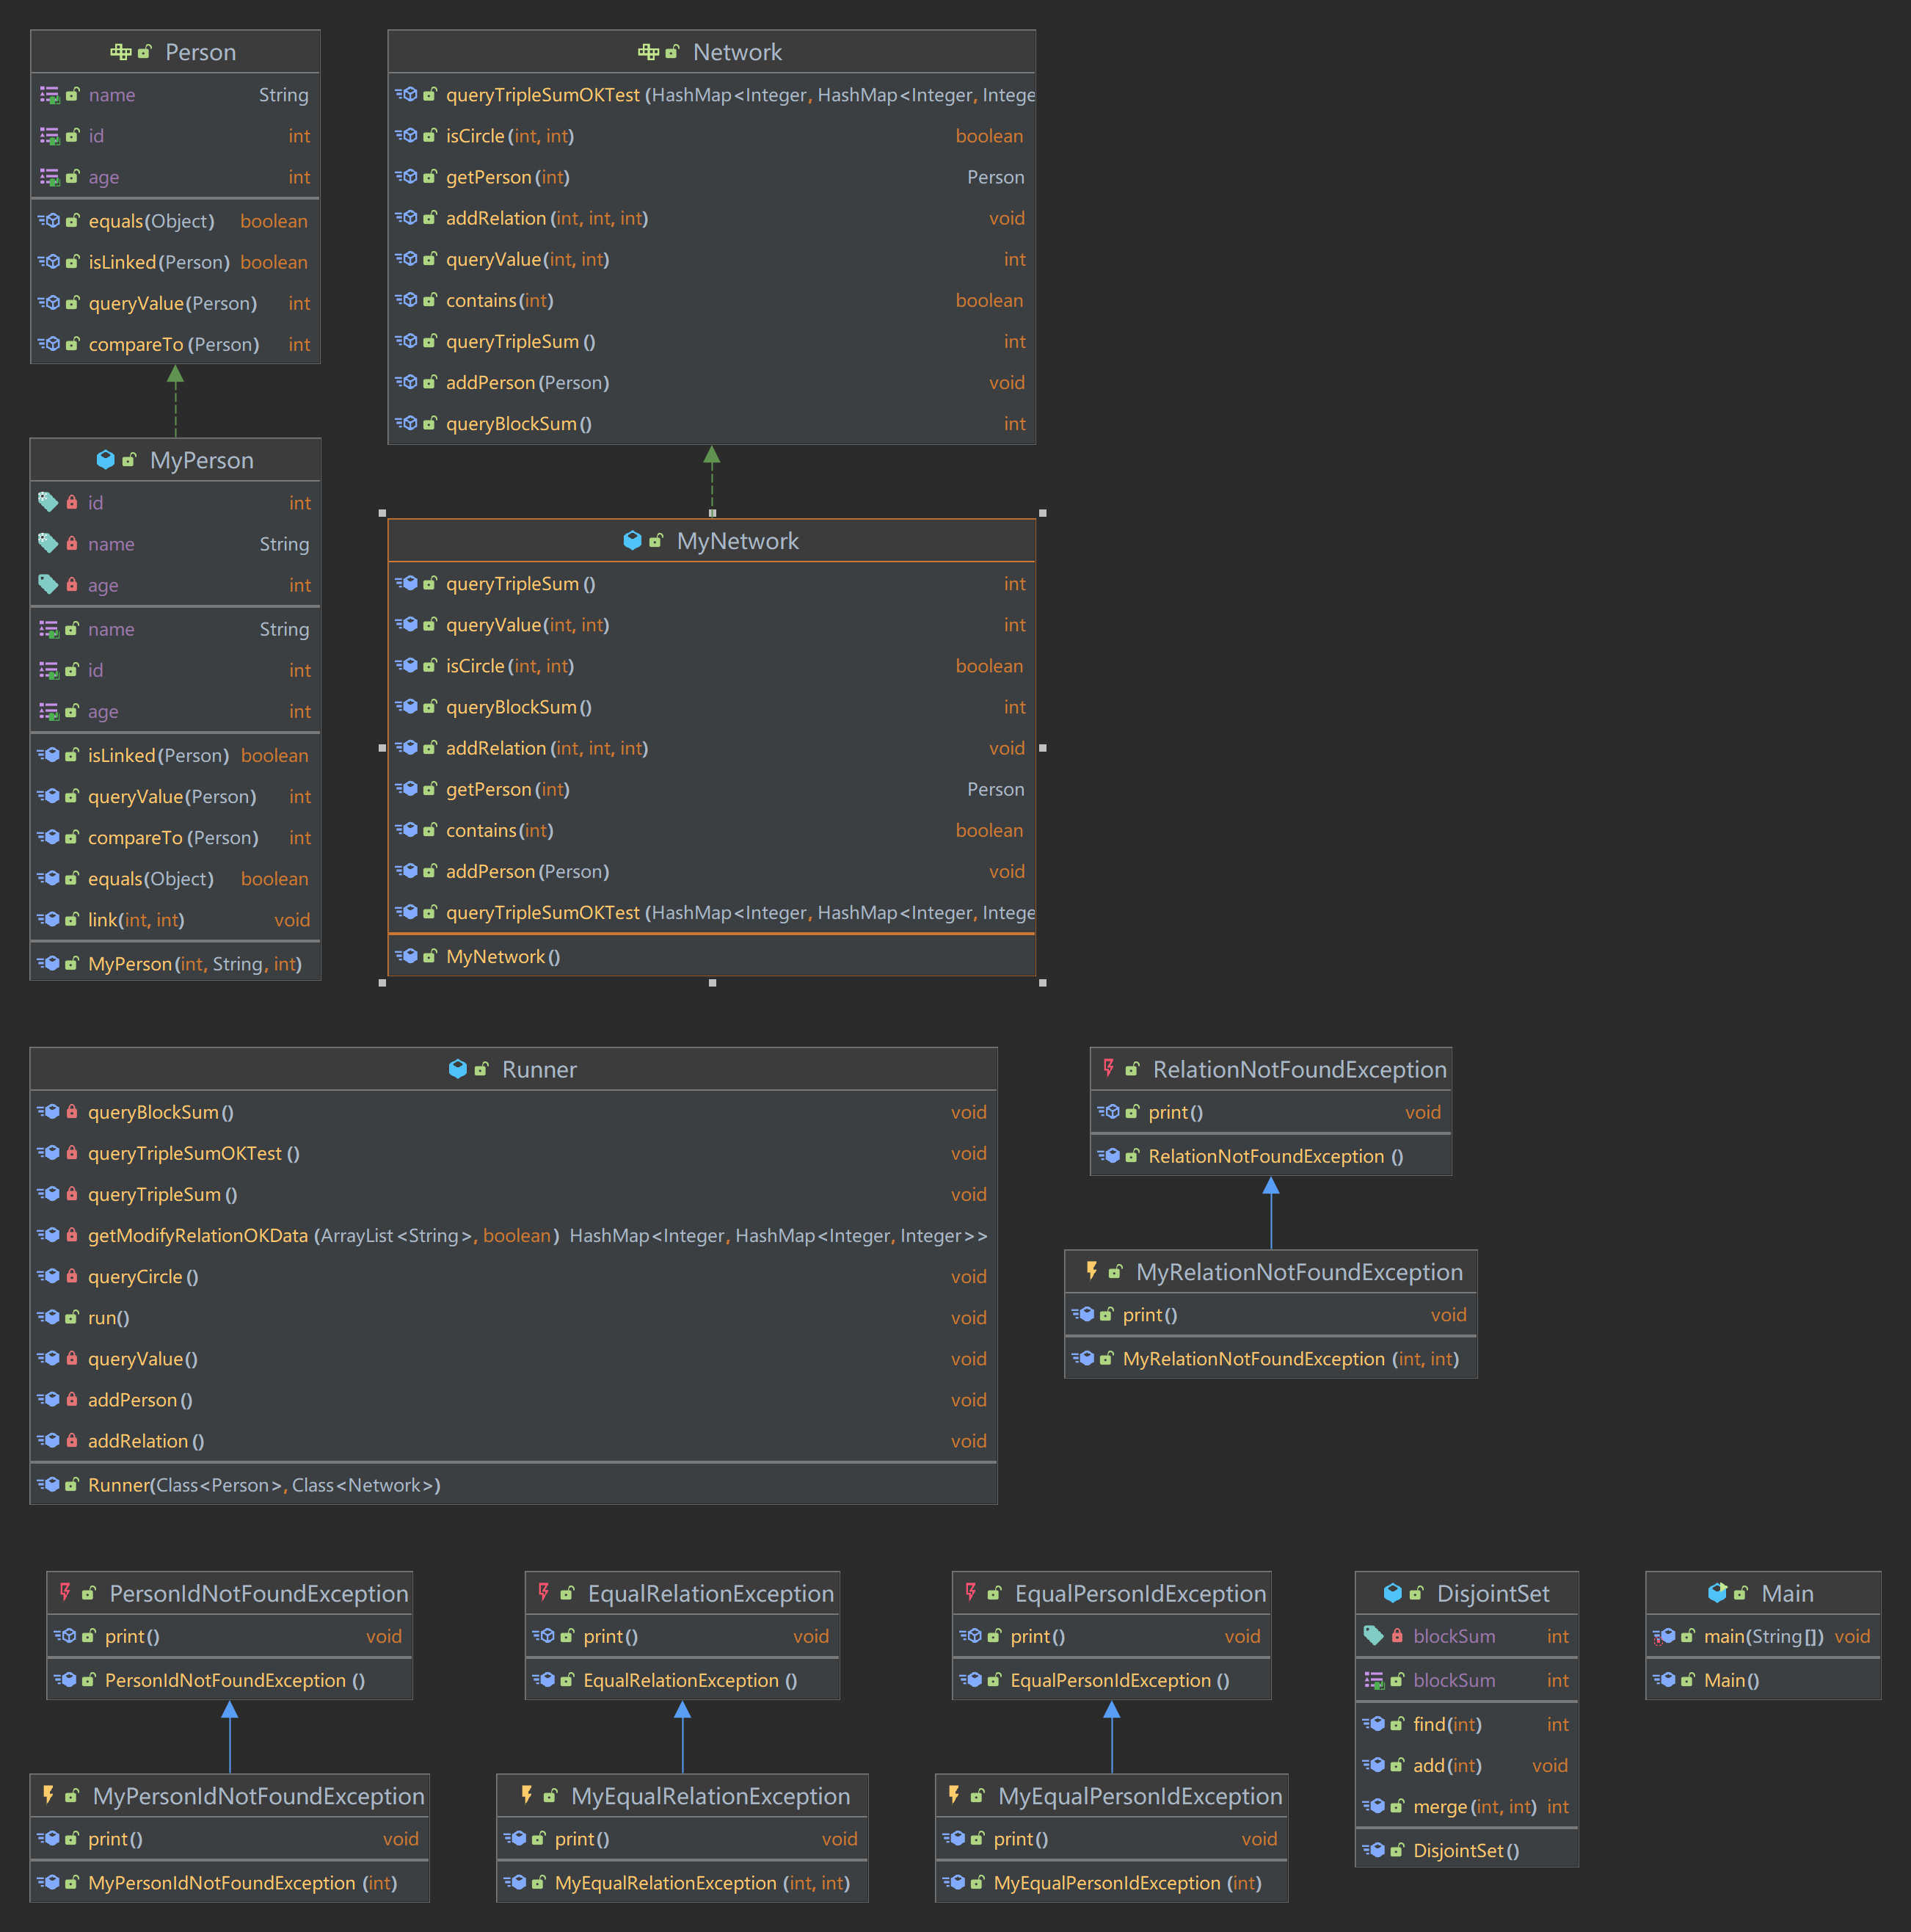 Person
name String
id int
age int
equals(Object) boolean
isLinked(Person) boolean
queryValue(Person) int
compareTo(Person) int
Network
queryTripleSumOKTest(HashMap<Integer, HashMap<Integer, Intege
isCircle(int, int) boolean
getPerson(int) Person
addRelation(int, int, int) void
queryValue(int, int) int
contains(int) boolean
queryTripleSum() int
addPerson(Person) void
queryBlockSum() int
MyPerson
id int
name String
age int
name String
id int
age int
isLinked(Person) boolean
queryValue(Person) int
compareTo(Person) int
equals(Object) boolean
link(int, int) void
MyPerson(int, String, int)
MyNetwork
queryTripleSum() int
queryValue(int, int) int
isCircle(int, int) boolean
queryBlockSum() int
addRelation(int, int, int) void
getPerson(int) Person
contains(int) boolean
addPerson(Person) void
queryTripleSumOKTest(HashMap<Integer, HashMap<Integer, Intege
MyNetwork()
Runner
queryBlockSum() void
queryTripleSumOKTest() void
queryTripleSum() void
getModifyRelationOKData(ArrayList<String>, boolean) HashMap<Integer, HashMap<Integer, Integer>>
queryCircle() void
run() void
queryValue() void
addPerson() void
addRelation() void
Runner(Class<Person>, Class<Network>)
RelationNotFoundException
print() void
RelationNotFoundException()
MyRelationNotFoundException
print() void
MyRelationNotFoundException(int, int)
PersonIdNotFoundException
print() void
PersonIdNotFoundException()
MyPersonIdNotFoundException
print() void
MyPersonIdNotFoundException(int)
EqualRelationException
print() void
EqualRelationException()
MyEqualRelationException
print() void
MyEqualRelationException(int, int)
EqualPersonIdException
print() void
EqualPersonIdException()
MyEqualPersonIdException
print() void
MyEqualPersonIdException(int)
DisjointSet
blockSum int
blockSum int
find(int) int
add(int) void
merge(int, int) int
DisjointSet()
Main
main(String[]) void
Main()